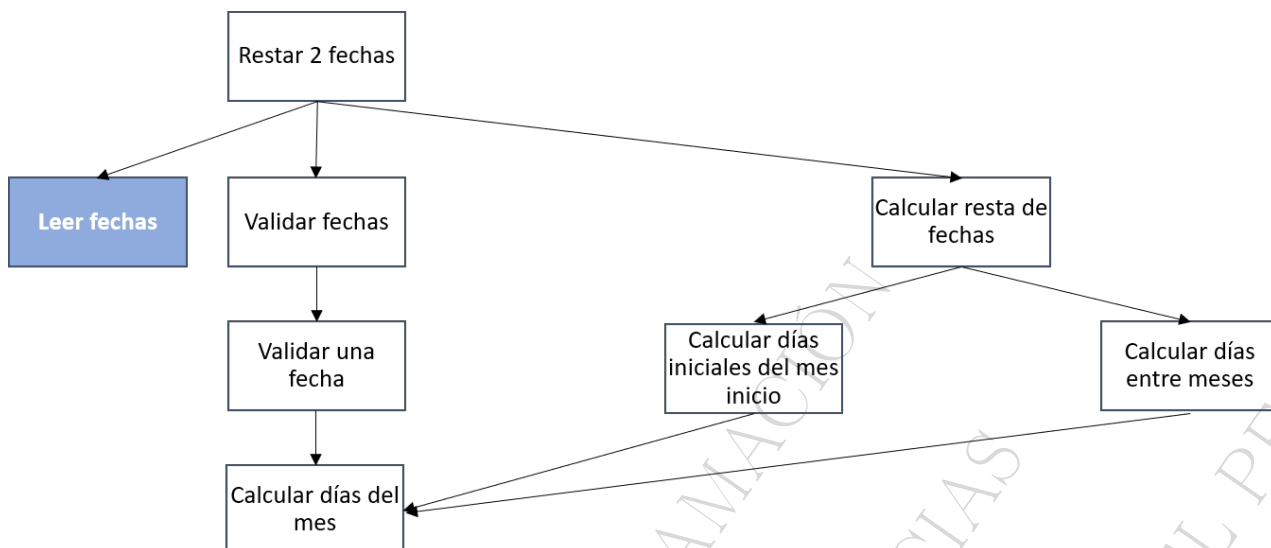 Restar 2 fechas
Leer fechas
Validar fechas
Calcular resta de
fechas
Validar una
fecha
Calcular días
iniciales del mes
inicio
Calcular días
entre meses
Calcular días del
mes